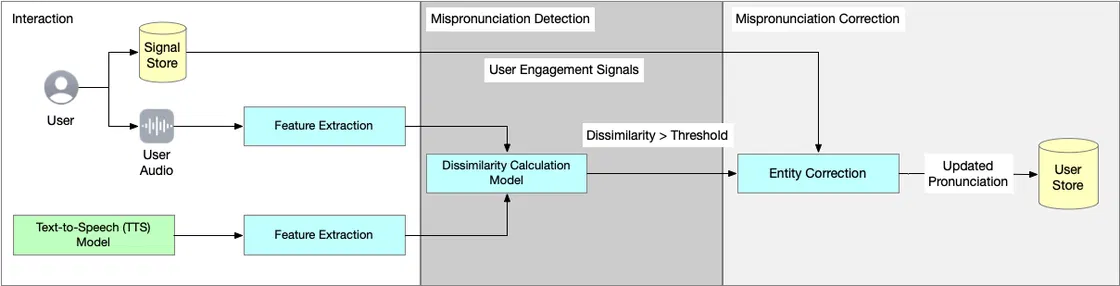 Interaction
Mispronunciation Detection
Mispronunciation Correction
Signal
Store
User Engagement Signals
User
User
Audio
Feature Extraction
Dissimilarity > Threshold
Dissimilarity Calculation
Model
Entity Correction
Updated
Pronunciation
User
Store
Text-to-Speech (TTS)
Model
Feature Extraction